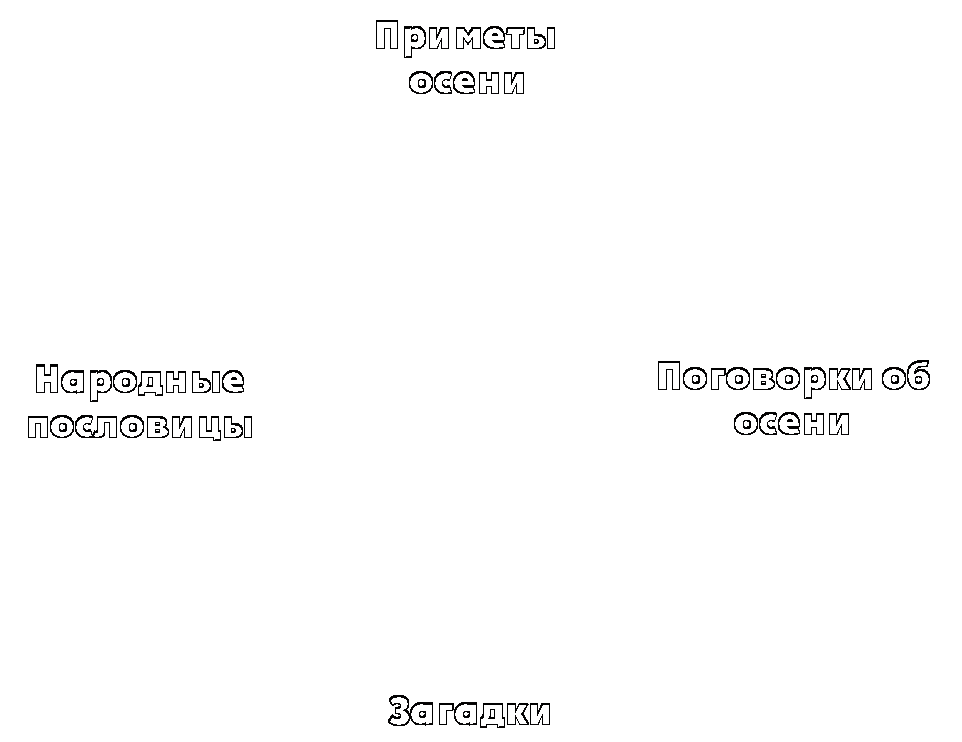 Приметы
осени
Народные
пословицы
Поговорки об
осени
Загадки